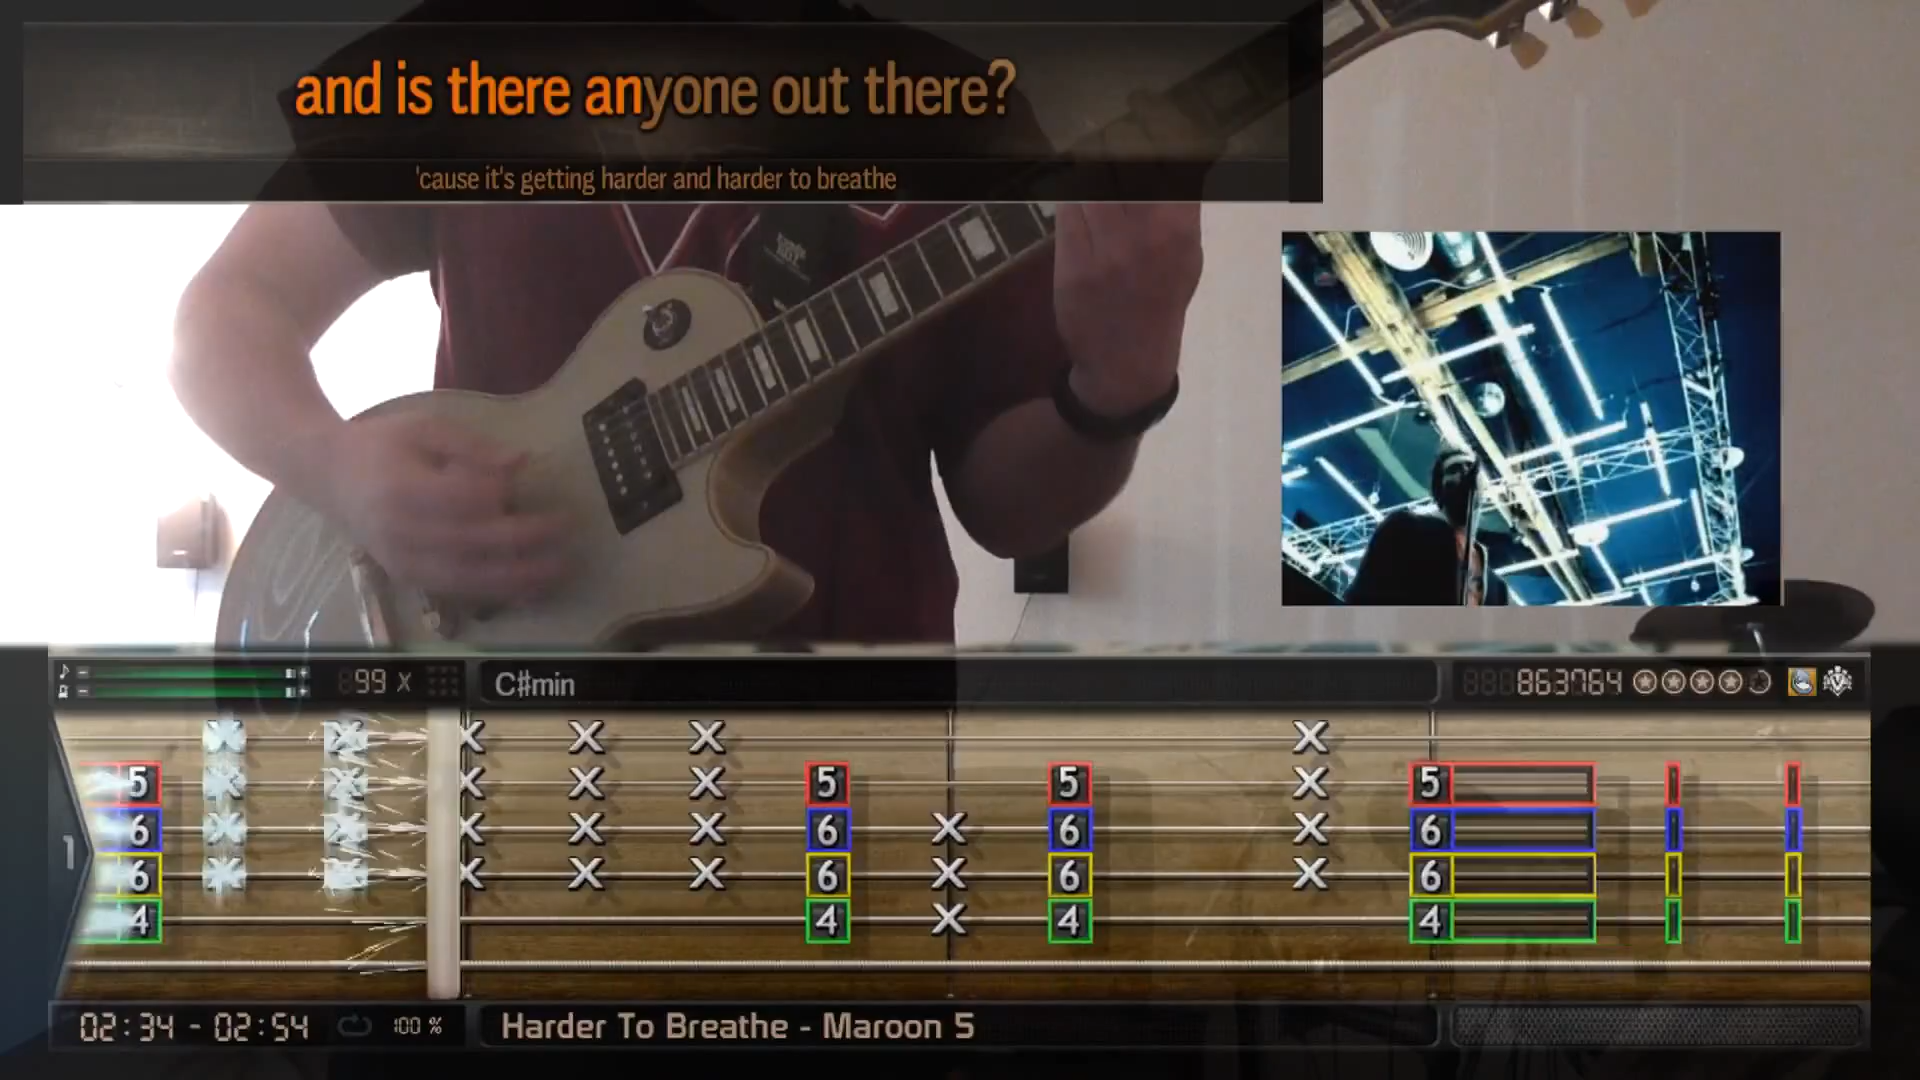 and is there anyone out there?
'cause it's getting harder and harder to breathe
99 X
C#min
863764
X X X X X X
5 X X X 5 5 X X X 5
6 X X X X X 6 X 6 X 6
6 X X X X X 6 X 6 X 6
4 4 X 4 4
1
02:34 - 02:54
100 %
Harder To Breathe - Maroon 5